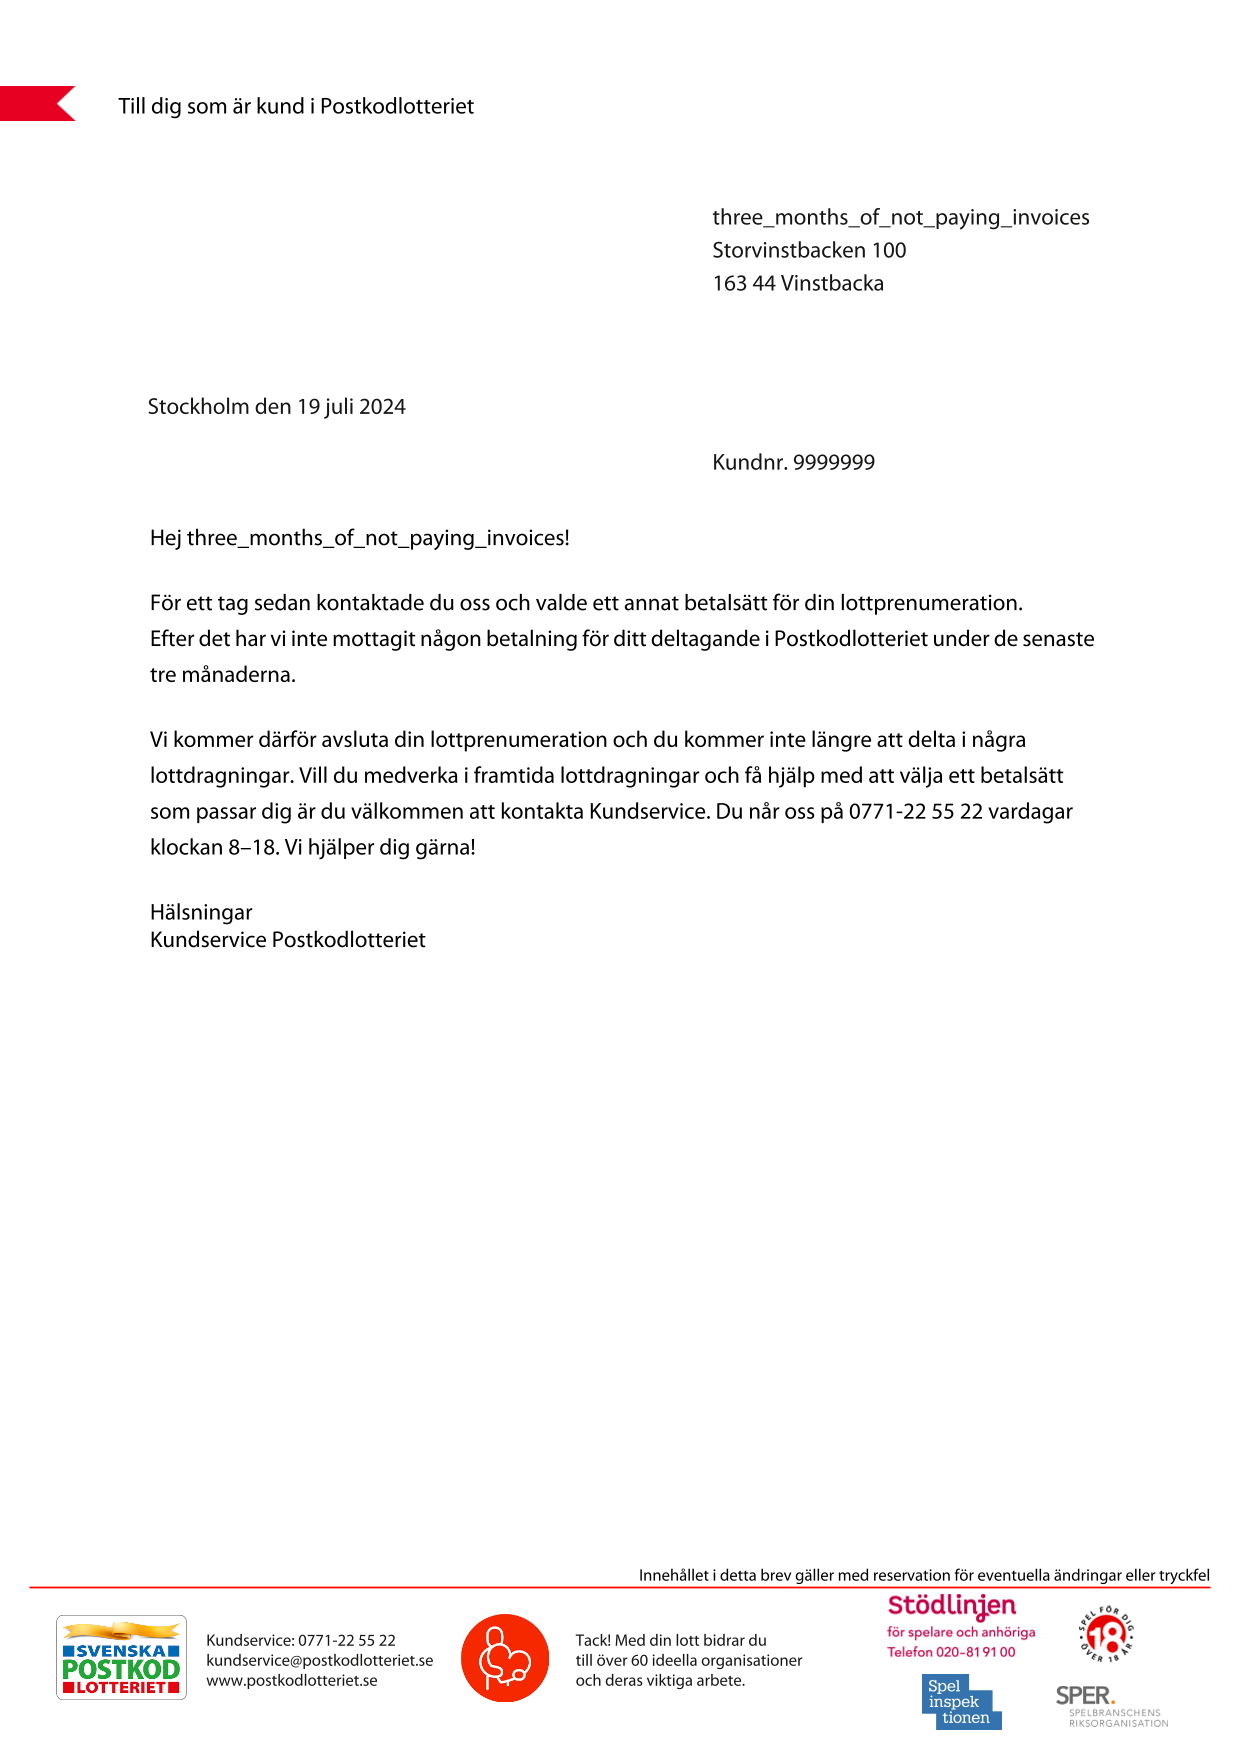 Till dig som är kund i Postkodlotteriet
three_months_of_not_paying_invoices
Storvinstbacken 100
163 44 Vinstbacka
Stockholm den 19 juli 2024
Kundnr. 9999999
Hej three_months_of_not_paying_invoices!
För ett tag sedan kontaktade du oss och valde ett annat betalsätt för din lottprenumeration.
Efter det har vi inte mottagit någon betalning för ditt deltagande i Postkodlotteriet under de senaste
tre månaderna.
Vi kommer därför avsluta din lottprenumeration och du kommer inte längre att delta i några
lottdragningar. Vill du medverka i framtida lottdragningar och få hjälp med att välja ett betalsätt
som passar dig är du välkommen att kontakta Kundservice. Du når oss på 0771-22 55 22 vardagar
klockan 8–18. Vi hjälper dig gärna!
Hälsningar
Kundservice Postkodlotteriet
Innehållet i detta brev gäller med reservation för eventuella ändringar eller tryckfel
SVENSKA
POSTKOD
LOTTERIET
Kundservice: 0771-22 55 22
kundservice@postkodlotteriet.se
www.postkodlotteriet.se
Tack! Med din lott bidrar du
till över 60 ideella organisationer
och deras viktiga arbete.
Stödlinjen
för spelare och anhöriga
Telefon 020-81 91 00
SPEL FÖR DIG
18
ÖVER 18 ÅR
Spel
inspek
tionen
SPER.
SPELBRANSCHENS
RIKSORGANISATION